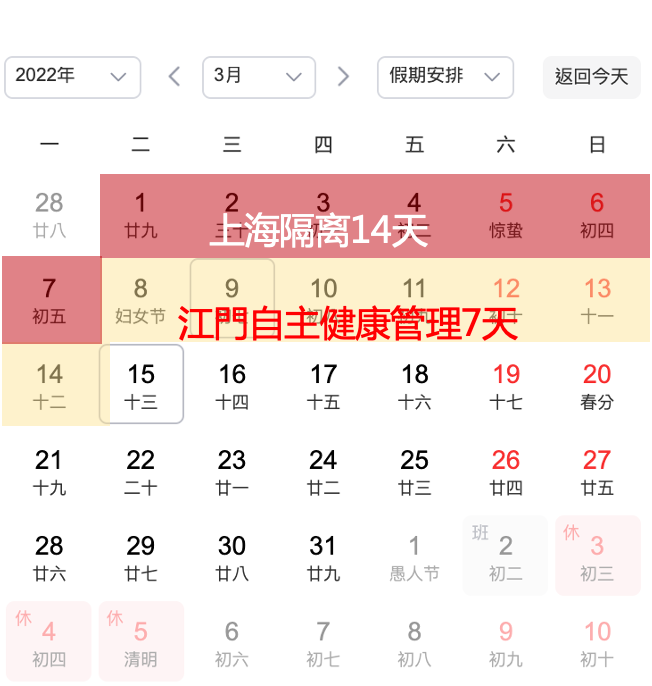 2022年 3月 假期安排 返回今天
一 二 三 四 五 六 日
28 1 2 3 4 5 6
廿八 廿九 三十 初二 惊蛰 初四
上海隔离14天
7 8 9 10 11 12 13
初五 妇女节 初十 十一
江門自主健康管理7天
14 15 16 17 18 19 20
十二 十三 十四 十五 十六 十七 春分
21 22 23 24 25 26 27
十九 二十 廿一 廿二 廿三 廿四 廿五
28 29 30 31 1 班 2 休 3
廿六 廿七 廿八 廿九 愚人节 初二 初三
休 4 休 5 6 7 8 9 10
初四 清明 初六 初七 初八 初九 初十